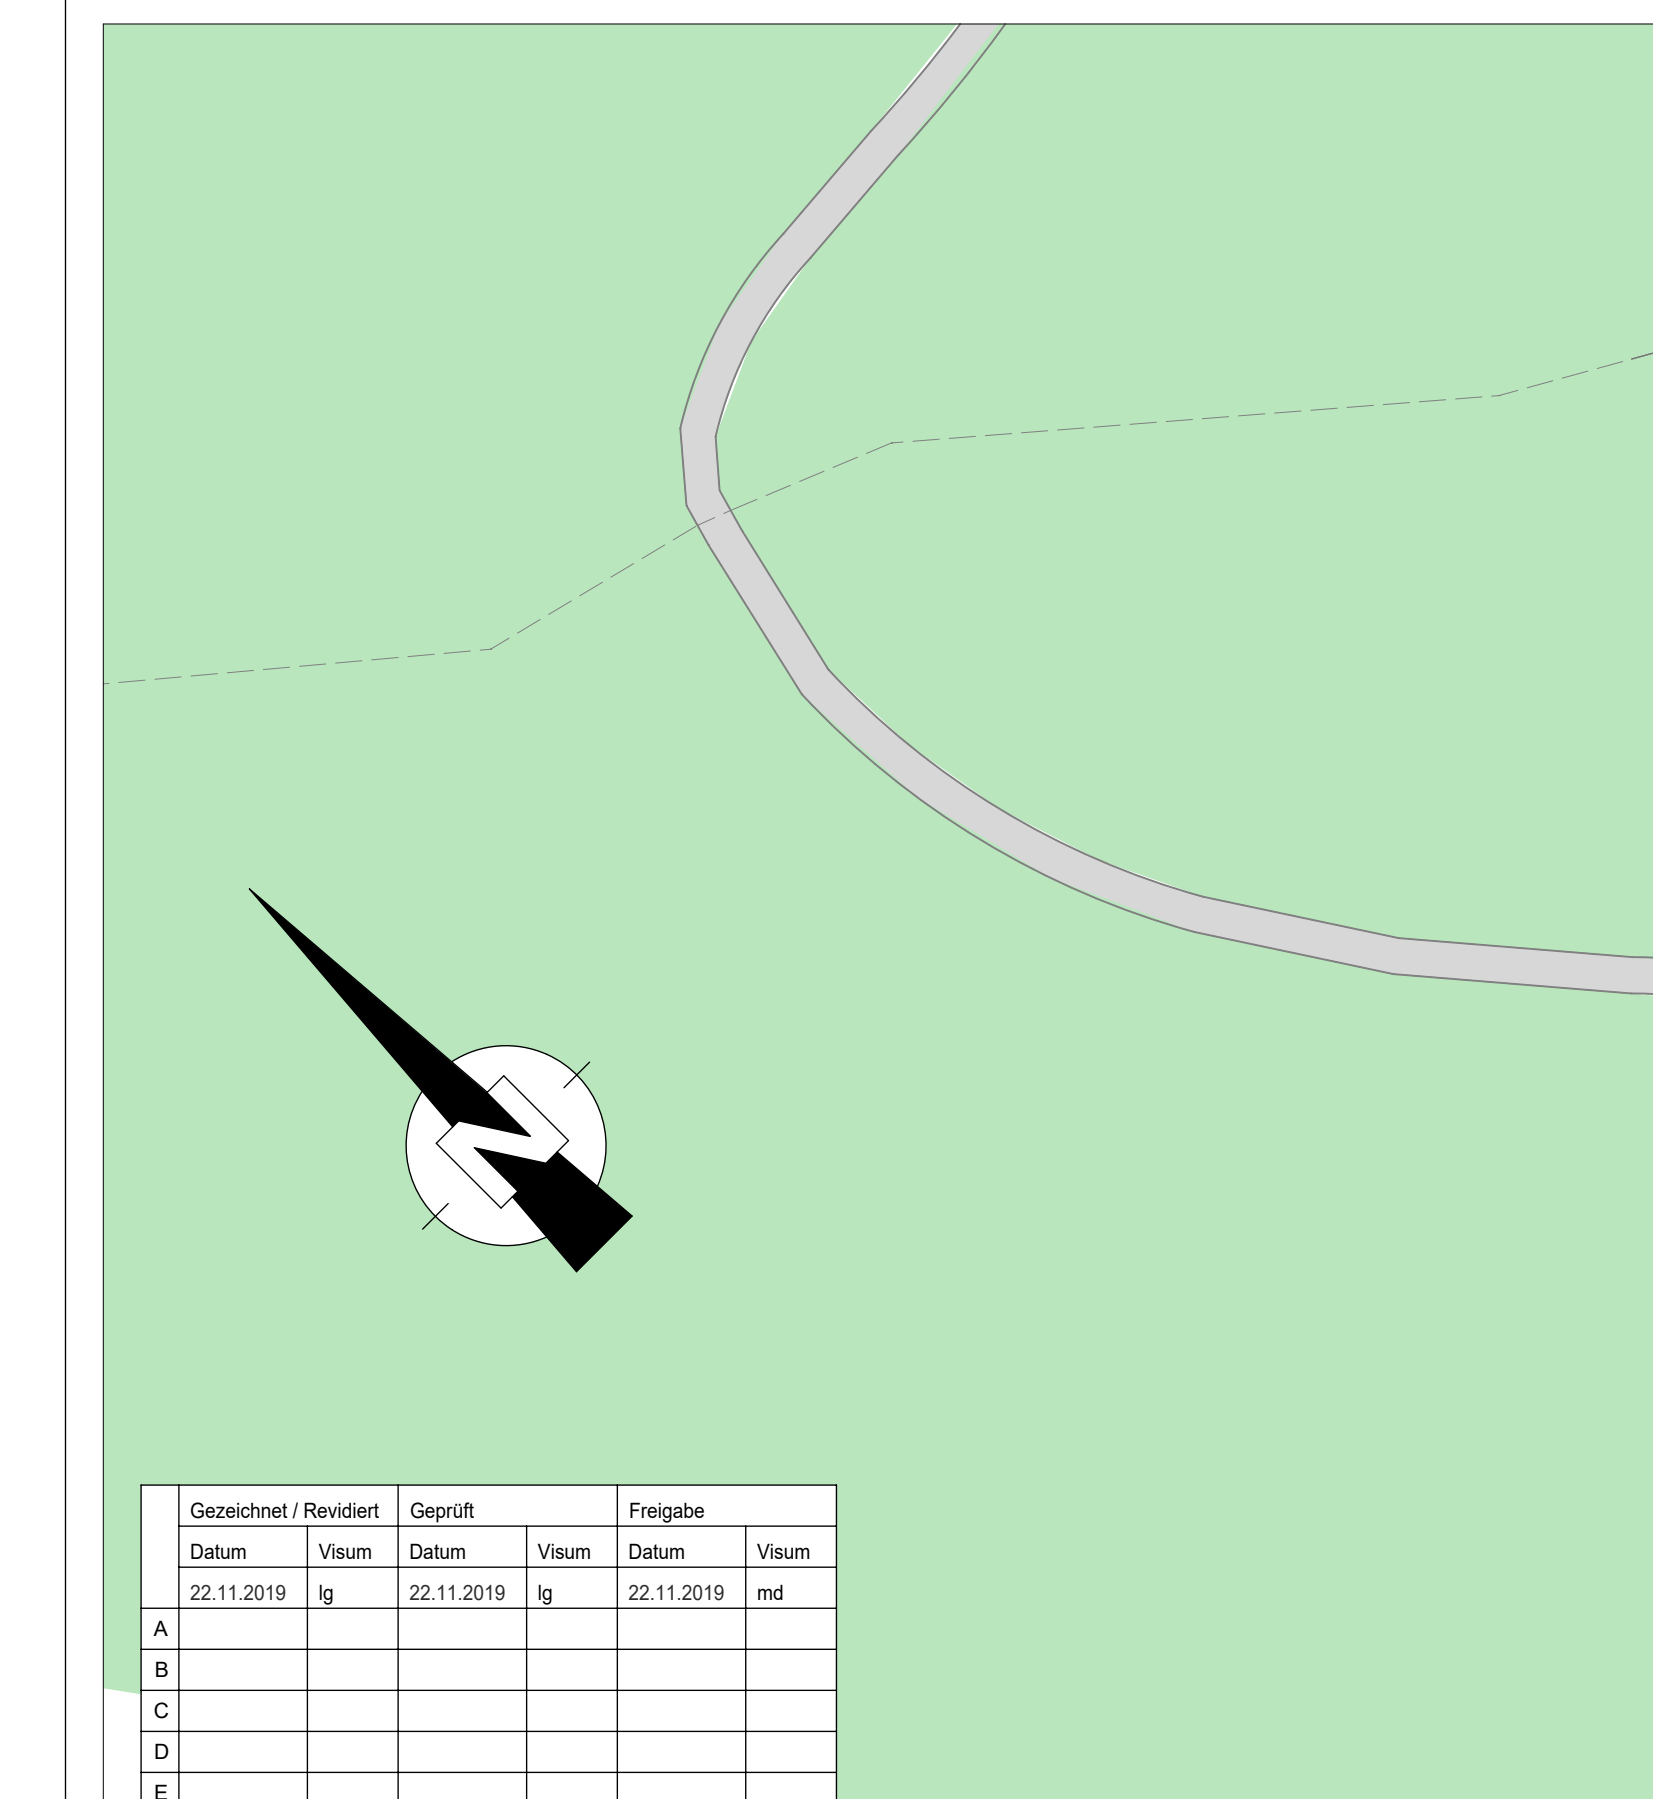 N
Gezeichnet / Revidiert Geprüft Freigabe
Datum Visum Datum Visum Datum Visum
22.11.2019 lg 22.11.2019 lg 22.11.2019 md
A
B
C
D
E